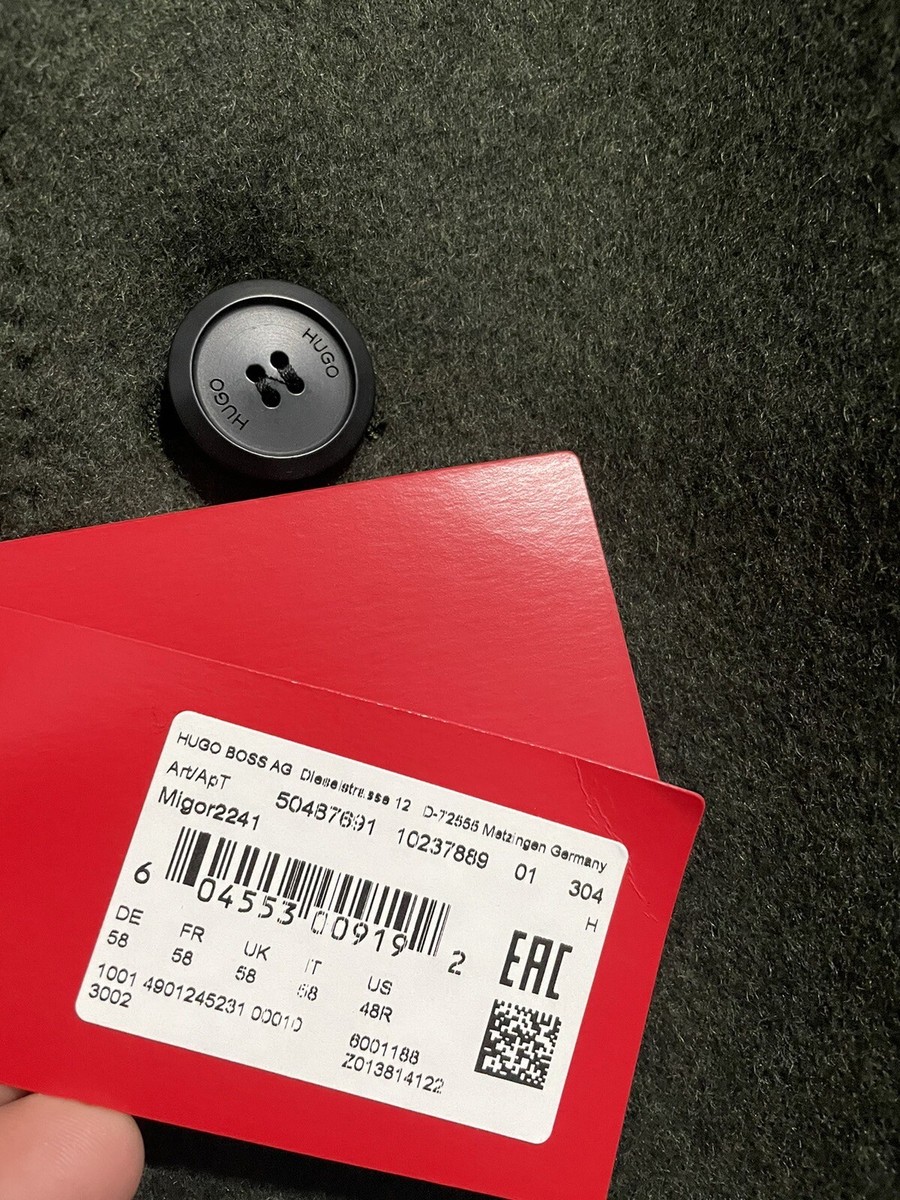 HUGO
HUGO
HUGO BOSS AG Dieselstrasse 12 D-72555 Metzingen Germany
Art/ApT 50487691 10237889 01 304
Migor2241 H
6 04553 00919 2
EAC
DE FR UK IT US
58 58 58 58 48R
1001 4901245231 00010 6001188
3002 Z013814122